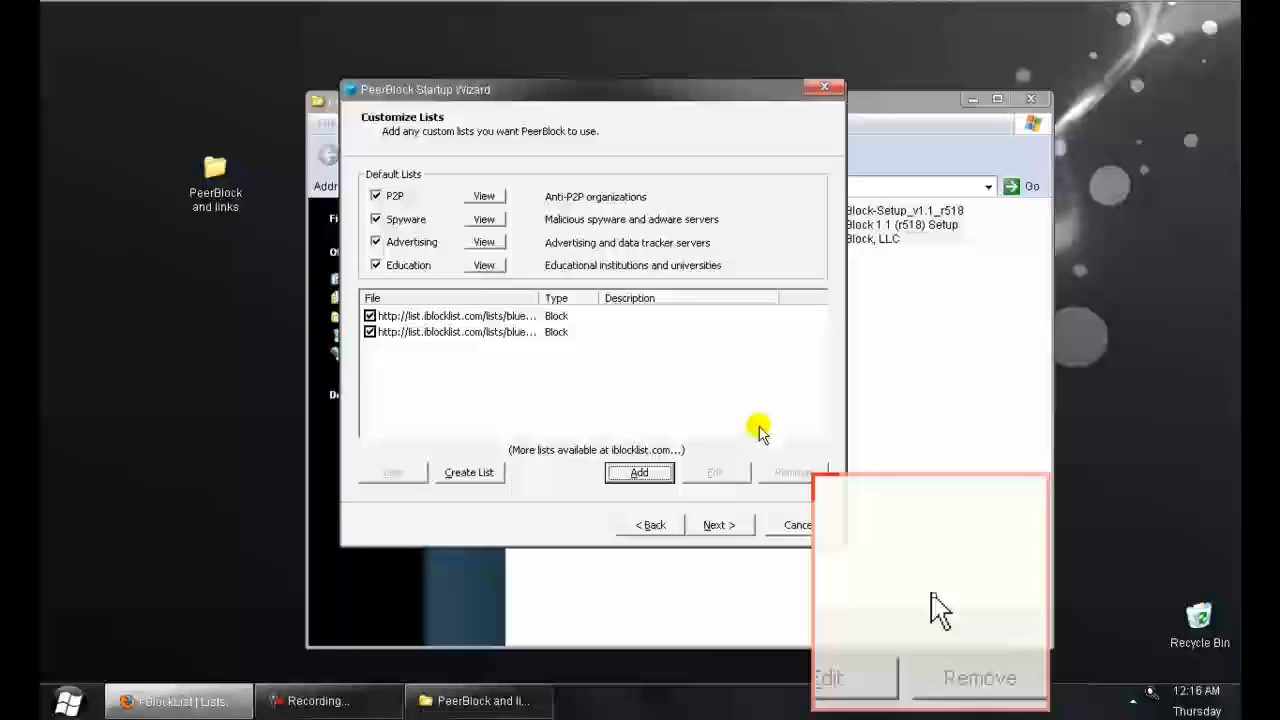 PeerBlock Startup Wizard
Customize Lists
Add any custom lists you want PeerBlock to use.
Default Lists
P2P View Anti-P2P organizations
Spyware View Malicious spyware and adware servers
Advertising View Advertising and data tracker servers
Education View Educational institutions and universities
File Type Description
http://list.iblocklist.com/lists/blue... Block
http://list.iblocklist.com/lists/blue... Block
(More lists available at iblocklist.com...)
Create List Add Edit Remove
< Back Next > Cance
Addr
Go
Block-Setup_v1.1_r518
Block 1.1 (r518) Setup
Block, LLC
PeerBlock
and links
Edit Remove
Recycle Bin
I-BlockList | Lists.
Recording...
PeerBlock and li...
12:16 AM
Thursday